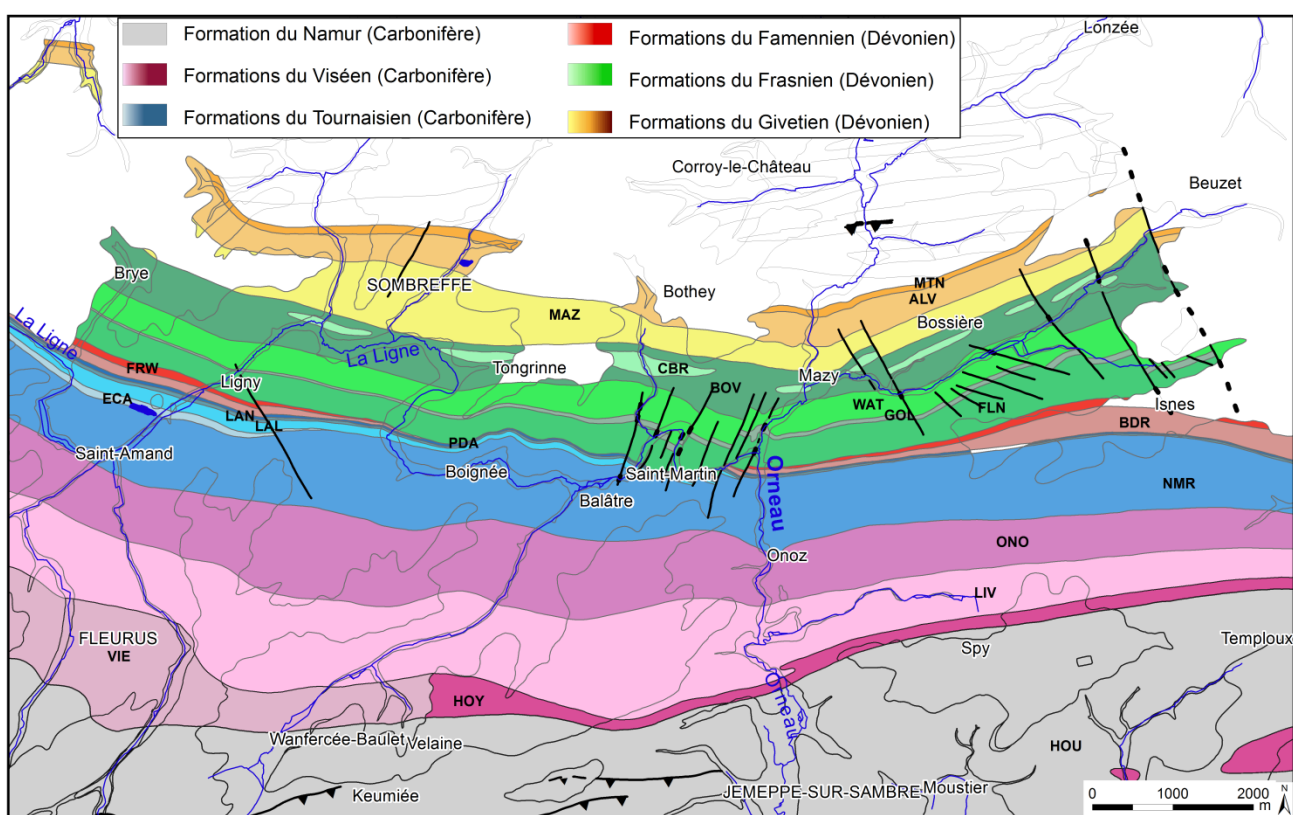 Formation du Namur (Carbonifère)
Formations du Viséen (Carbonifère)
Formations du Tournaisien (Carbonifère)
Formations du Famennien (Dévonien)
Formations du Frasnien (Dévonien)
Formations du Givetien (Dévonien)
Lonzée
Corroy-le-Château
Beuzet
Brye
SOMBREFFE
Bothey
MTN
ALV
MAZ
Bossière
La Ligne
La Ligne
Tongrinne
CBR
Mazy
FRW
Ligny
BOV
WAT
GOL
FLN
Isnes
ECA
LAN
LAL
BDR
PDA
Saint-Amand
Boignée
Saint-Martin
Balâtre
Orneau
NMR
ONO
Onoz
LIV
FLEURUS
VIE
Spy
Temploux
HOY
Orneau
Wanfercée-Baulet
Velaine
HOU
Keumiée
JEMEPPE-SUR-SAMBRE
Moustier
N
0 1000 2000
m